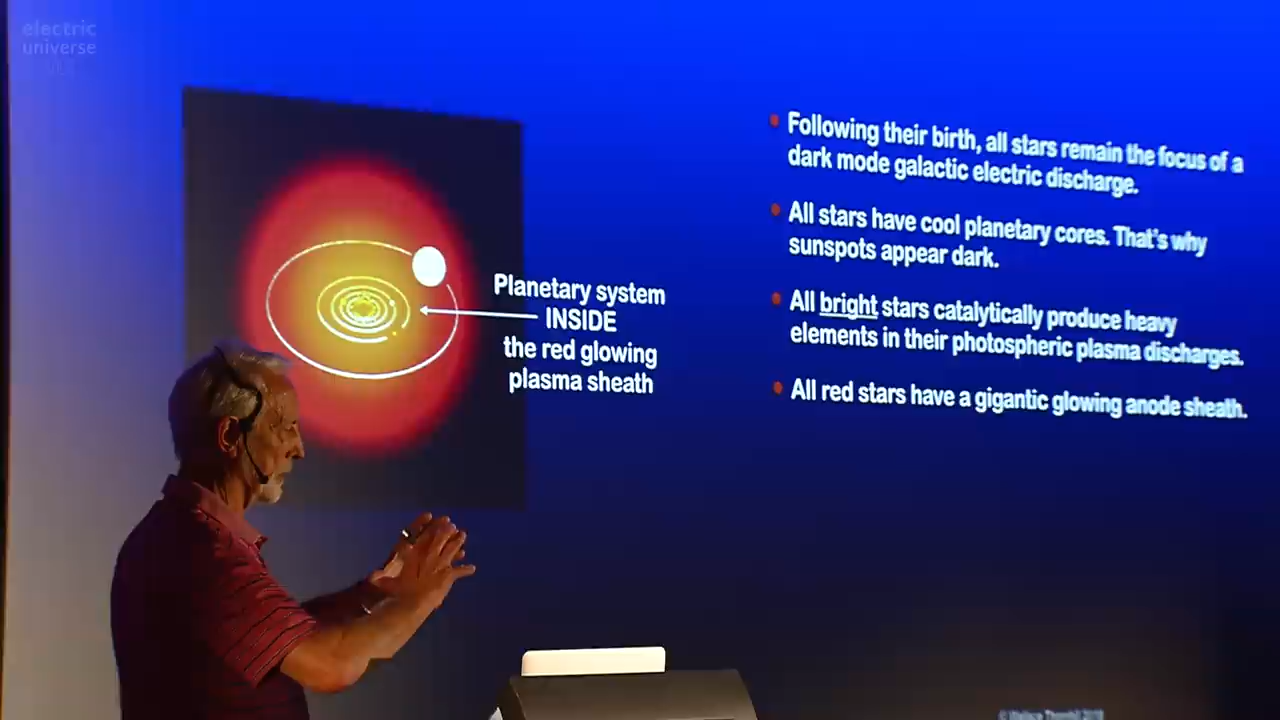 electric
universe
Planetary system
INSIDE
the red glowing
plasma sheath
Following their birth, all stars remain the focus of a
dark mode galactic electric discharge.
All stars have cool planetary cores. That's why
sunspots appear dark.
All bright stars catalytically produce heavy
elements in their photospheric plasma discharges.
All red stars have a gigantic glowing anode sheath.